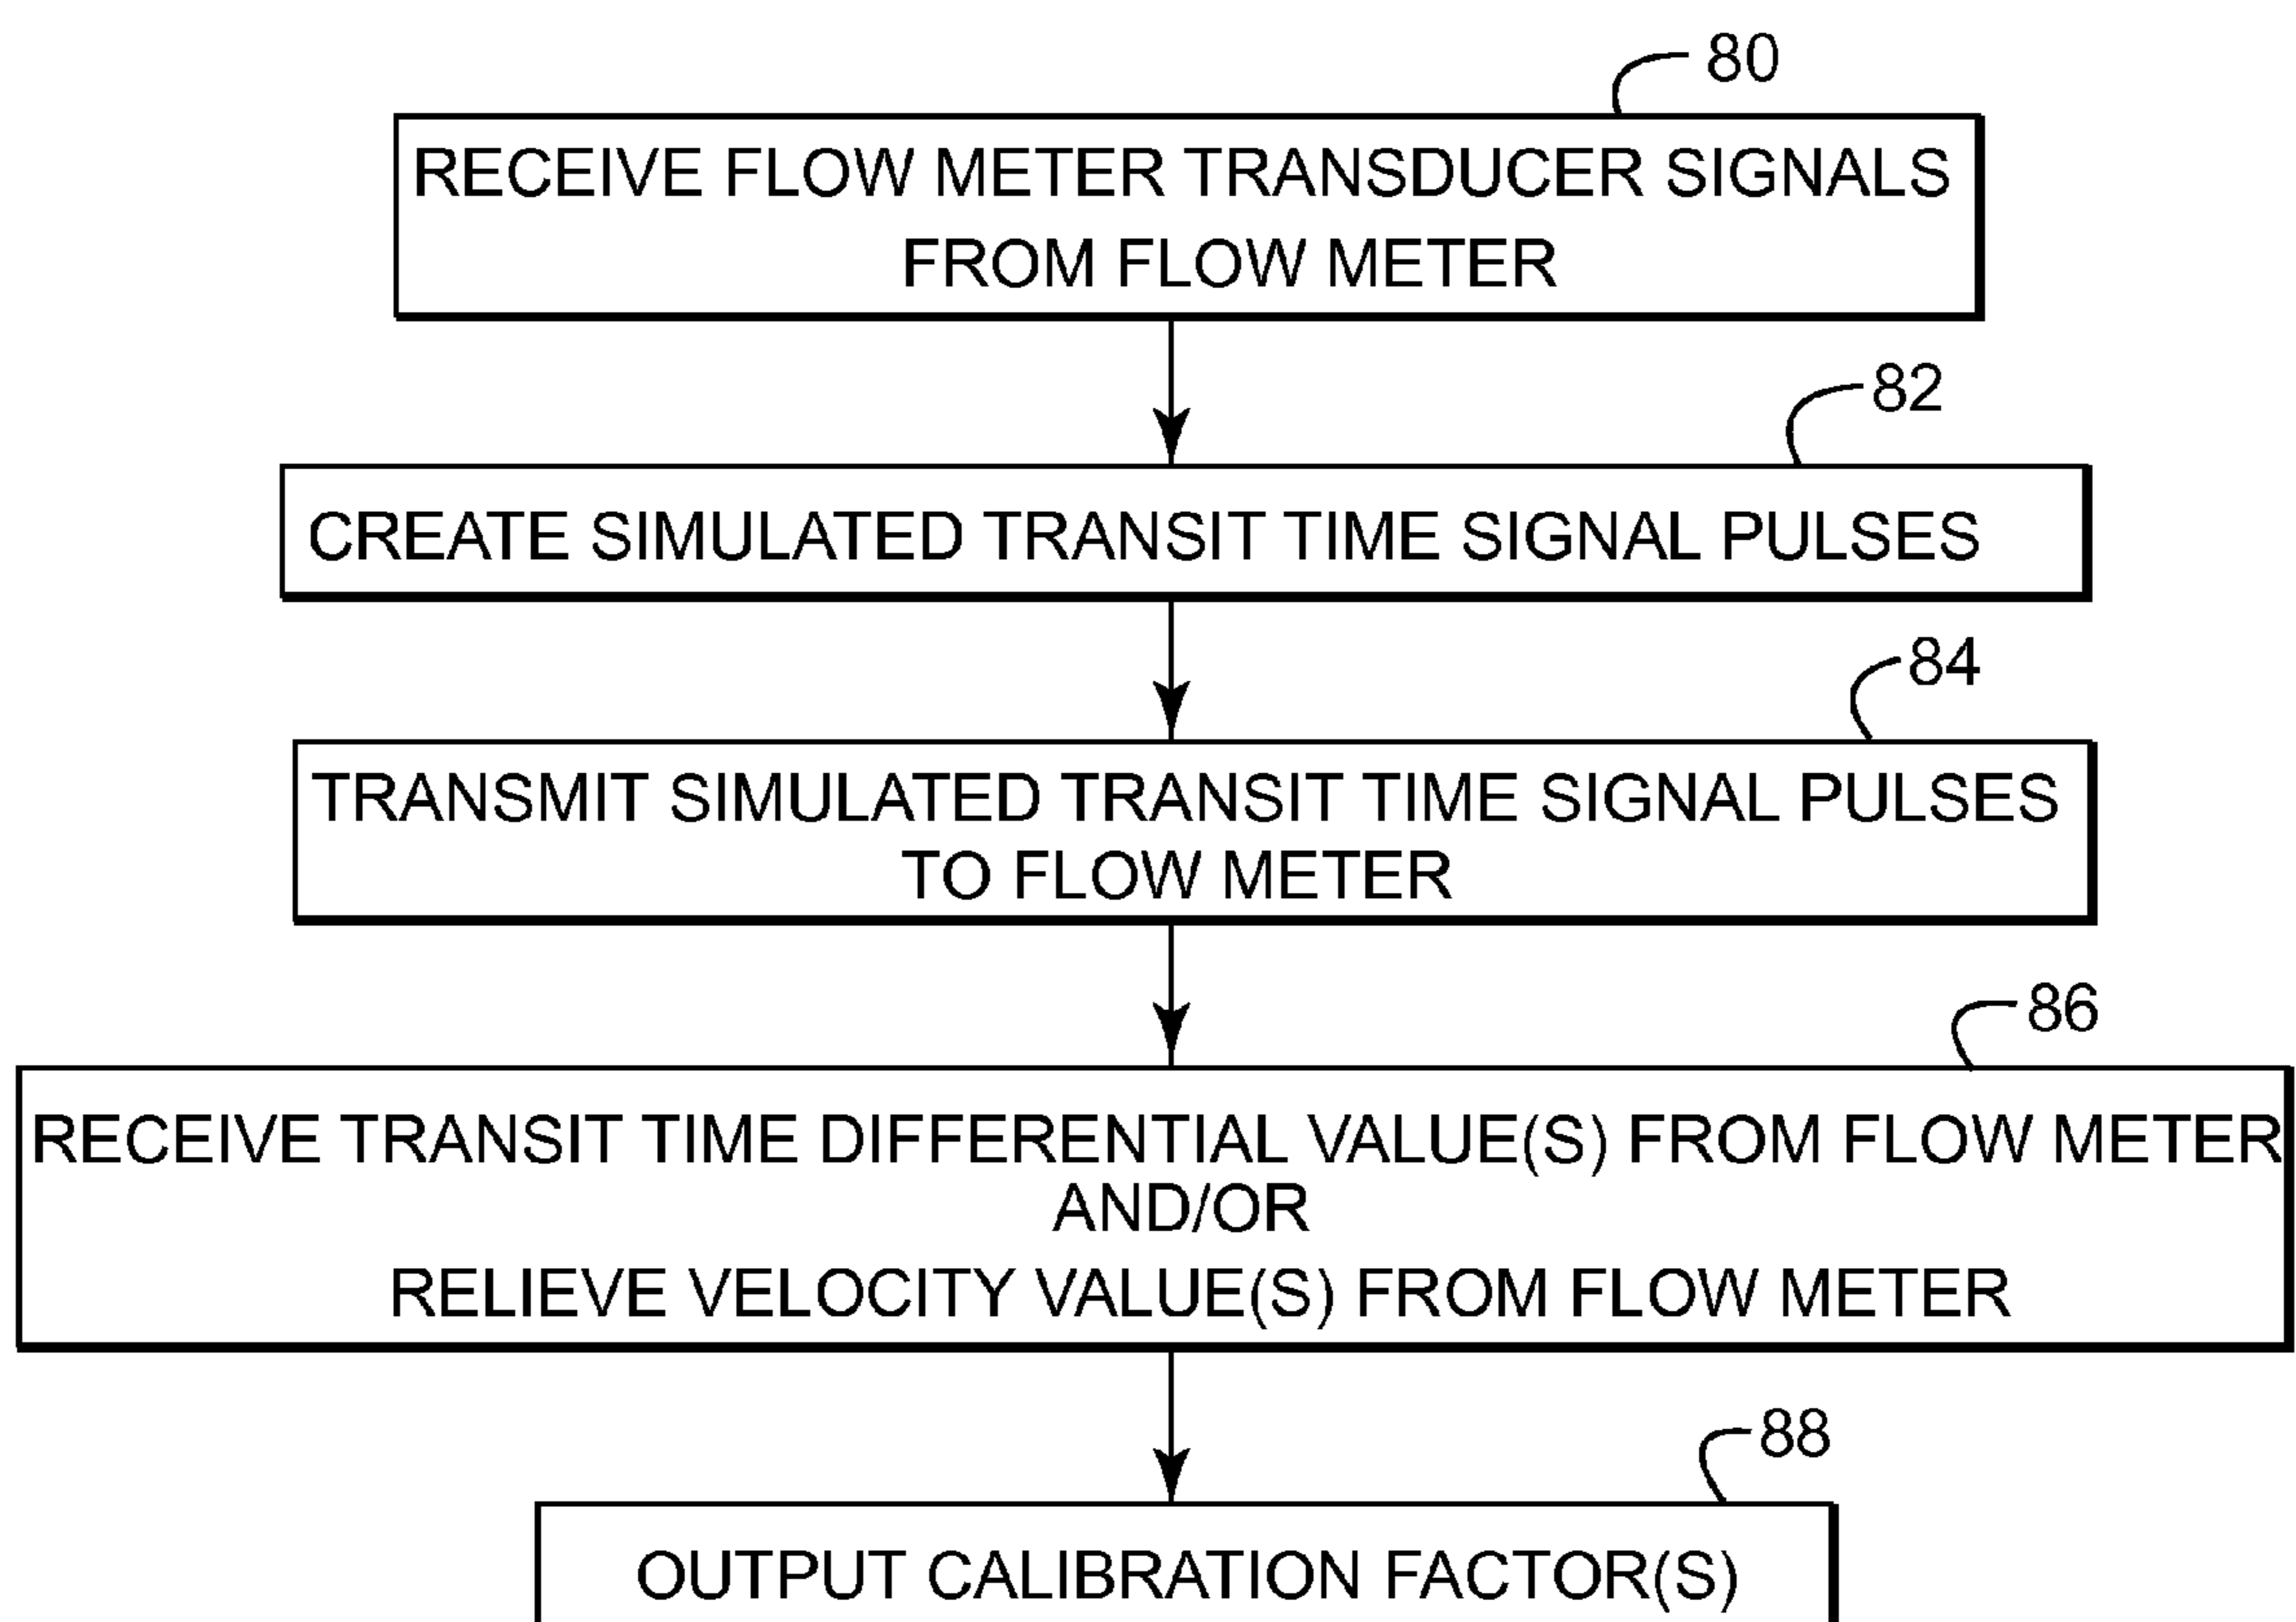 80
RECEIVE FLOW METER TRANSDUCER SIGNALS
FROM FLOW METER
82
CREATE SIMULATED TRANSIT TIME SIGNAL PULSES
84
TRANSMIT SIMULATED TRANSIT TIME SIGNAL PULSES
TO FLOW METER
86
RECEIVE TRANSIT TIME DIFFERENTIAL VALUE(S) FROM FLOW METER
AND/OR
RELIEVE VELOCITY VALUE(S) FROM FLOW METER
88
OUTPUT CALIBRATION FACTOR(S)